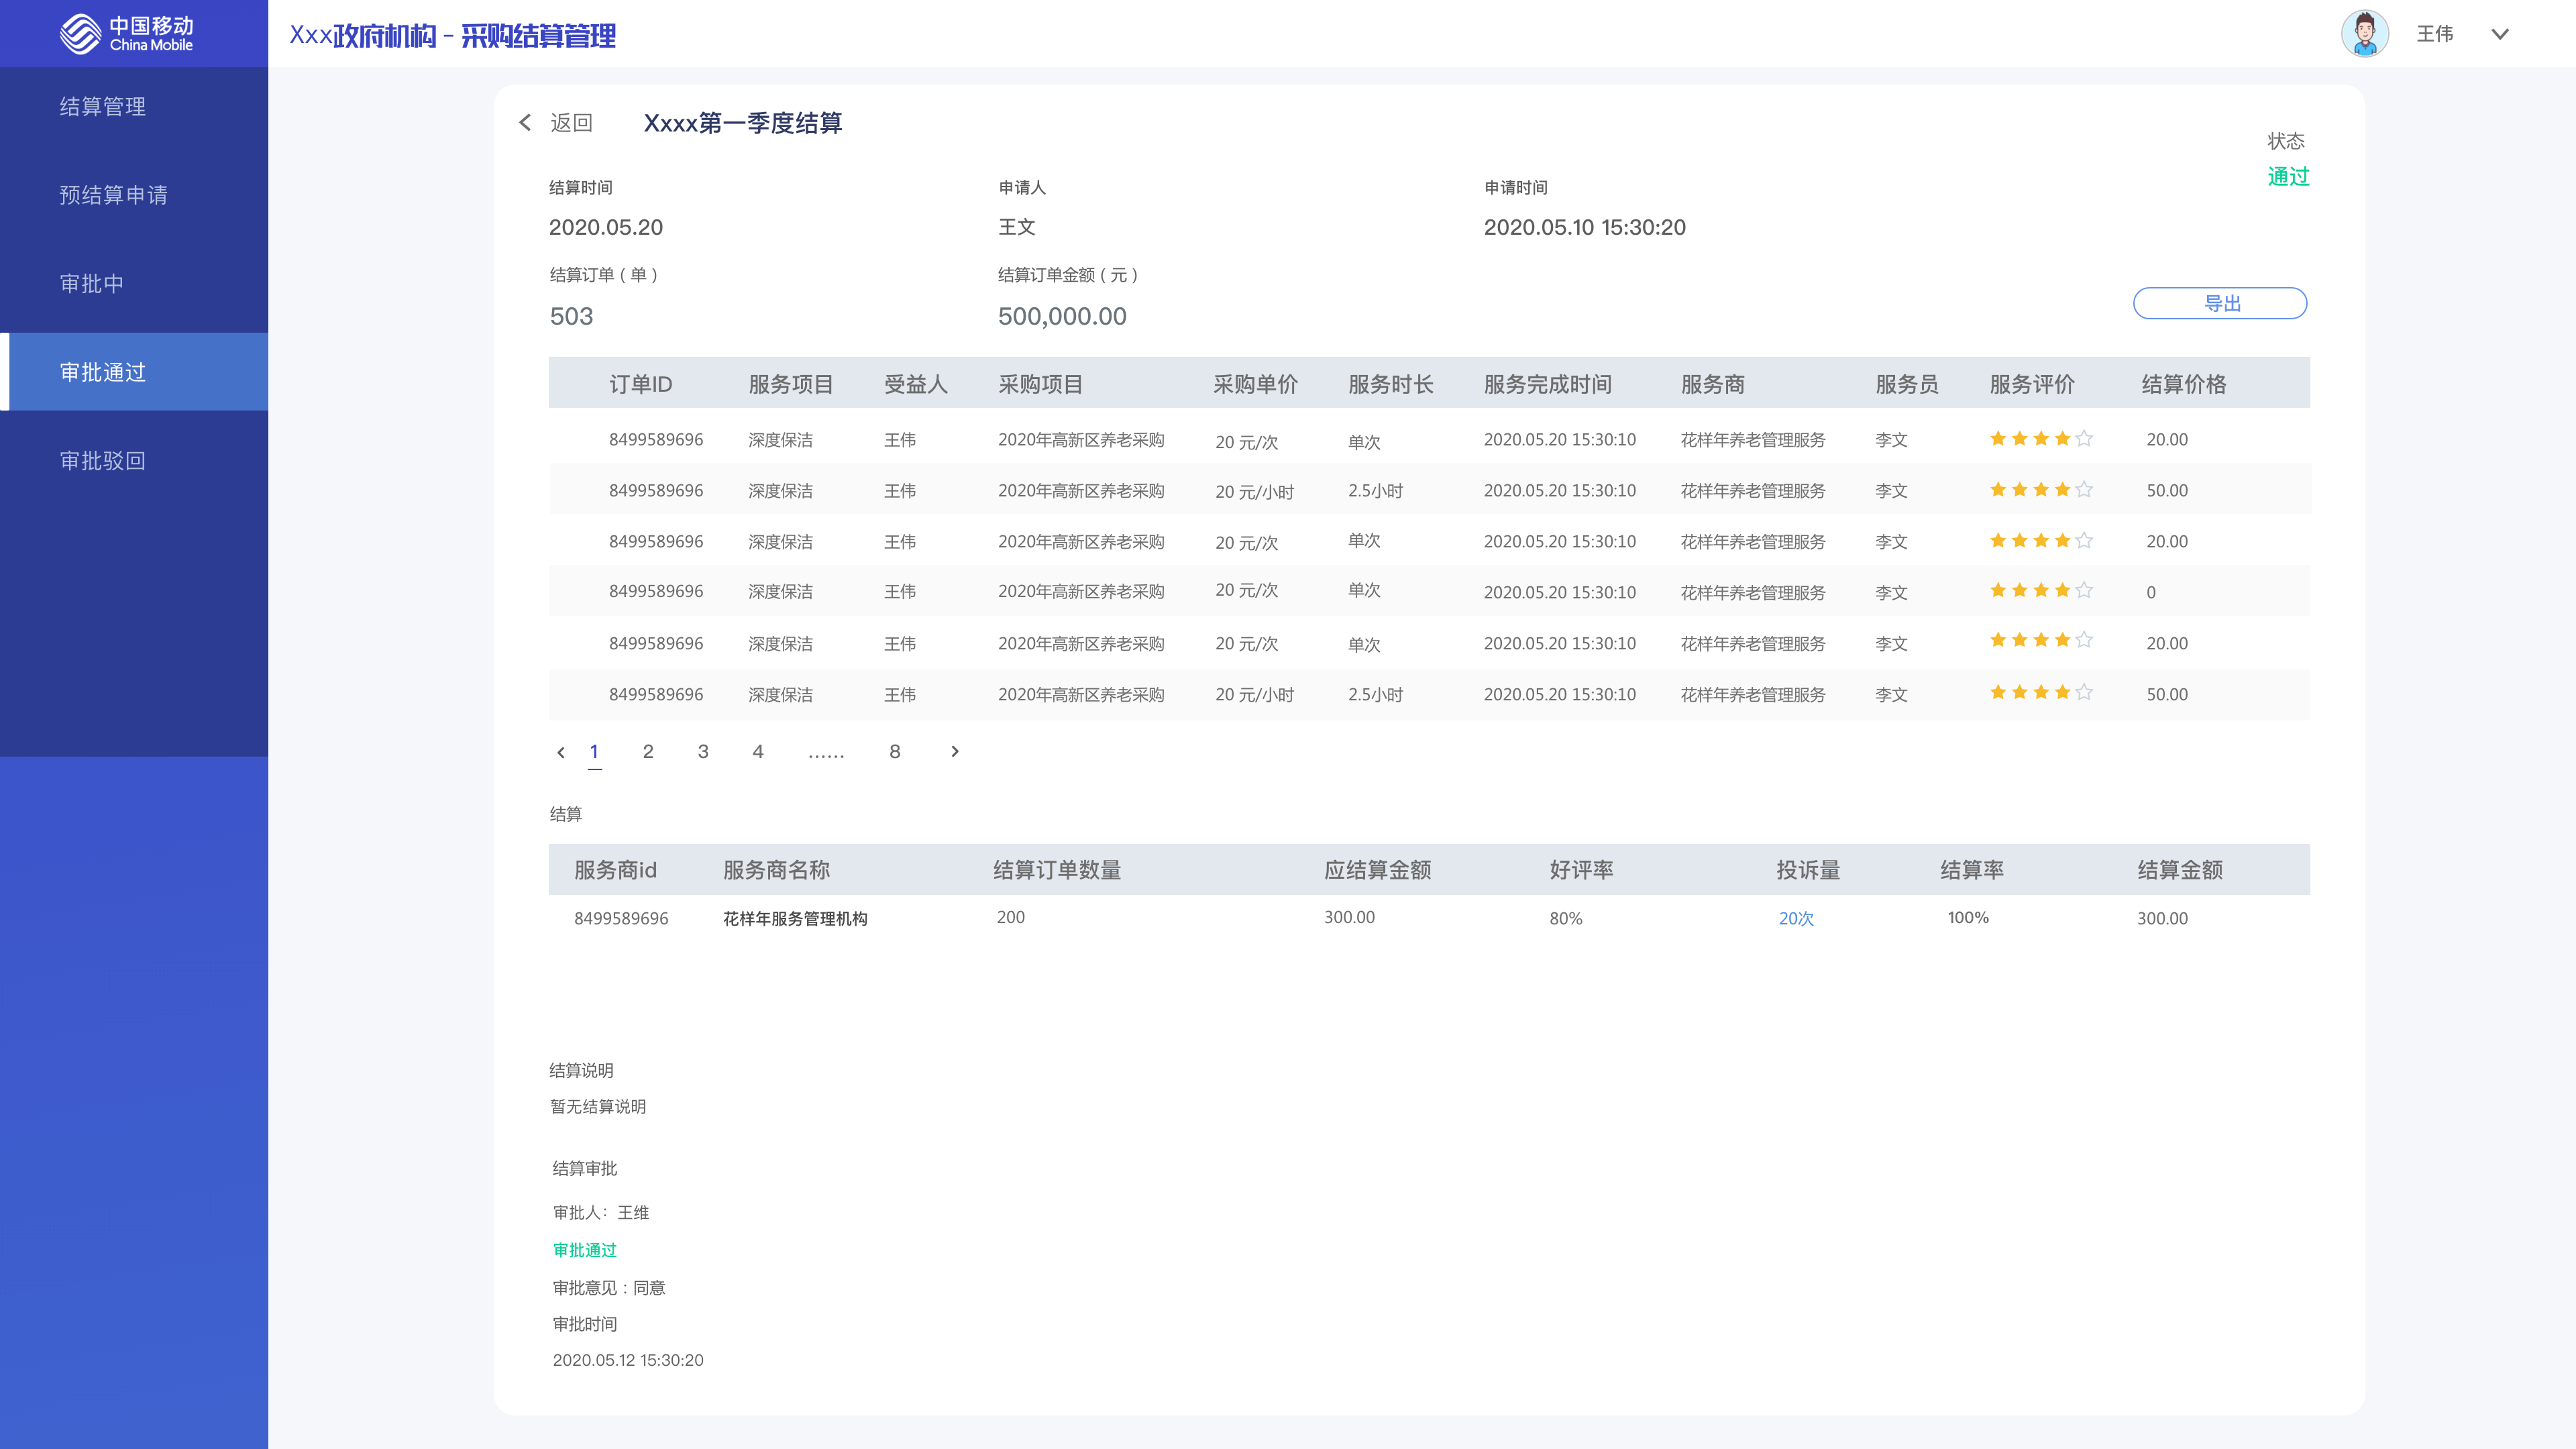 中国移动
China Mobile
Xxx政府机构 - 采购结算管理
王伟
结算管理
预结算申请
审批中
审批通过
审批驳回
返回 Xxxx第一季度结算
状态
通过
结算时间 申请人 申请时间
2020.05.20 王文 2020.05.10 15:30:20
结算订单（单） 结算订单金额（元）
503 500,000.00
导出
订单ID 服务项目 受益人 采购项目 采购单价 服务时长 服务完成时间 服务商 服务员 服务评价 结算价格
8499589696 深度保洁 王伟 2020年高新区养老采购 20 元/次 单次 2020.05.20 15:30:10 花样年养老管理服务 李文 20.00
8499589696 深度保洁 王伟 2020年高新区养老采购 20 元/小时 2.5小时 2020.05.20 15:30:10 花样年养老管理服务 李文 50.00
8499589696 深度保洁 王伟 2020年高新区养老采购 20 元/次 单次 2020.05.20 15:30:10 花样年养老管理服务 李文 20.00
8499589696 深度保洁 王伟 2020年高新区养老采购 20 元/次 单次 2020.05.20 15:30:10 花样年养老管理服务 李文 0
8499589696 深度保洁 王伟 2020年高新区养老采购 20 元/次 单次 2020.05.20 15:30:10 花样年养老管理服务 李文 20.00
8499589696 深度保洁 王伟 2020年高新区养老采购 20 元/小时 2.5小时 2020.05.20 15:30:10 花样年养老管理服务 李文 50.00
1 2 3 4 ...... 8
结算
服务商id 服务商名称 结算订单数量 应结算金额 好评率 投诉量 结算率 结算金额
8499589696 花样年服务管理机构 200 300.00 80% 20次 100% 300.00
结算说明
暂无结算说明
结算审批
审批人：王维
审批通过
审批意见：同意
审批时间
2020.05.12 15:30:20